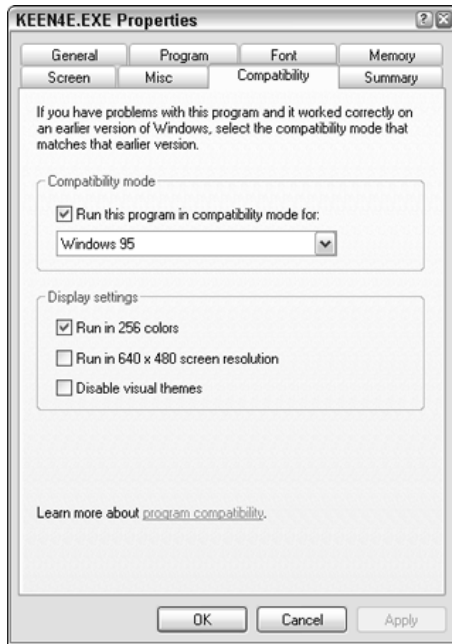 KEEN4E.EXE Properties
General Program Font Memory
Screen Misc Compatibility Summary
If you have problems with this program and it worked correctly on
an earlier version of Windows, select the compatibility mode that
matches that earlier version.
Compatibility mode
Run this program in compatibility mode for:
Windows 95
Display settings
Run in 256 colors
Run in 640 x 480 screen resolution
Disable visual themes
Learn more about program compatibility.
OK Cancel Apply